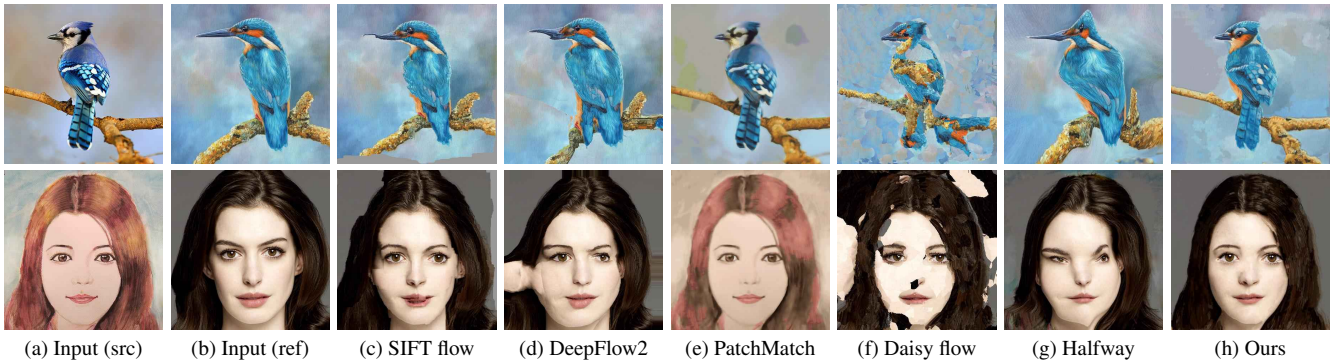 (a) Input (src) (b) Input (ref) (c) SIFT flow (d) DeepFlow2 (e) PatchMatch (f) Daisy flow (g) Halfway (h) Ours